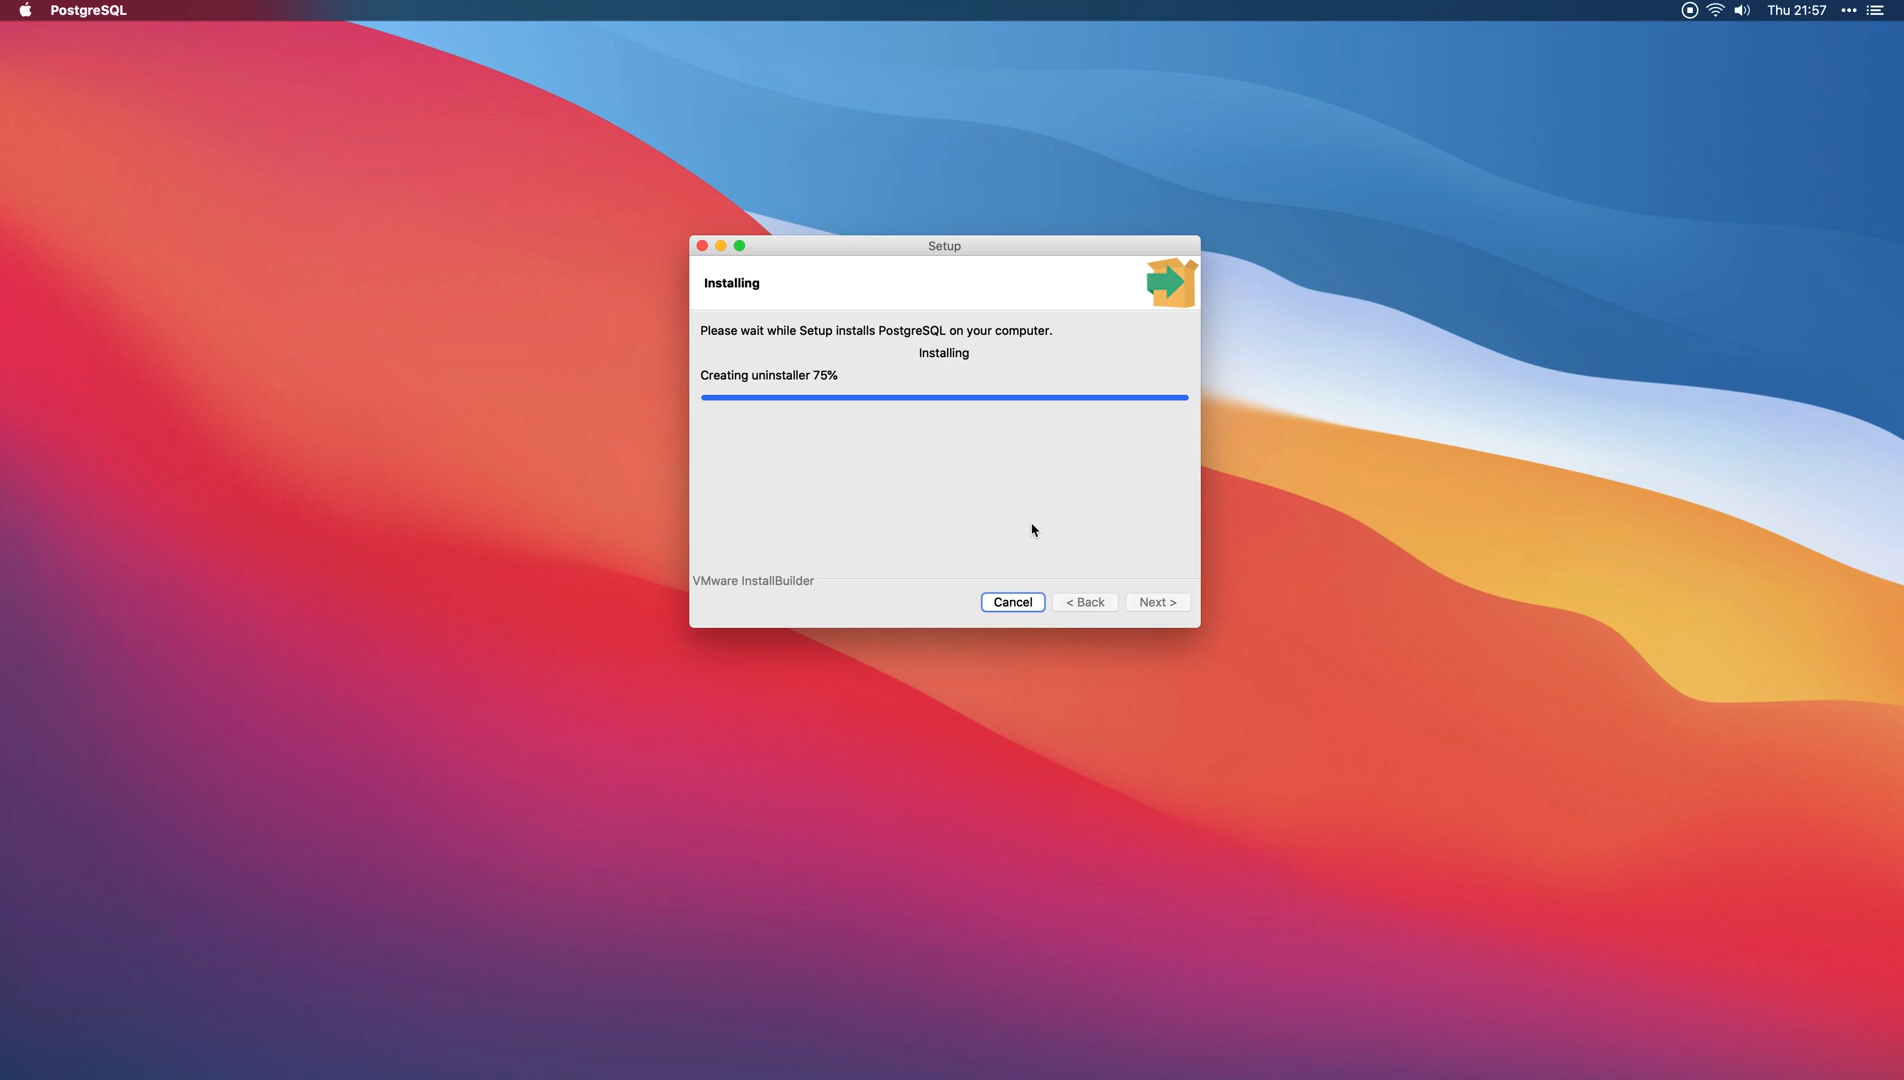 PostgreSQL
Thu 21:57
Setup
Installing
Please wait while Setup installs PostgreSQL on your computer.
Installing
Creating uninstaller 75%
VMware InstallBuilder
Cancel
< Back
Next >